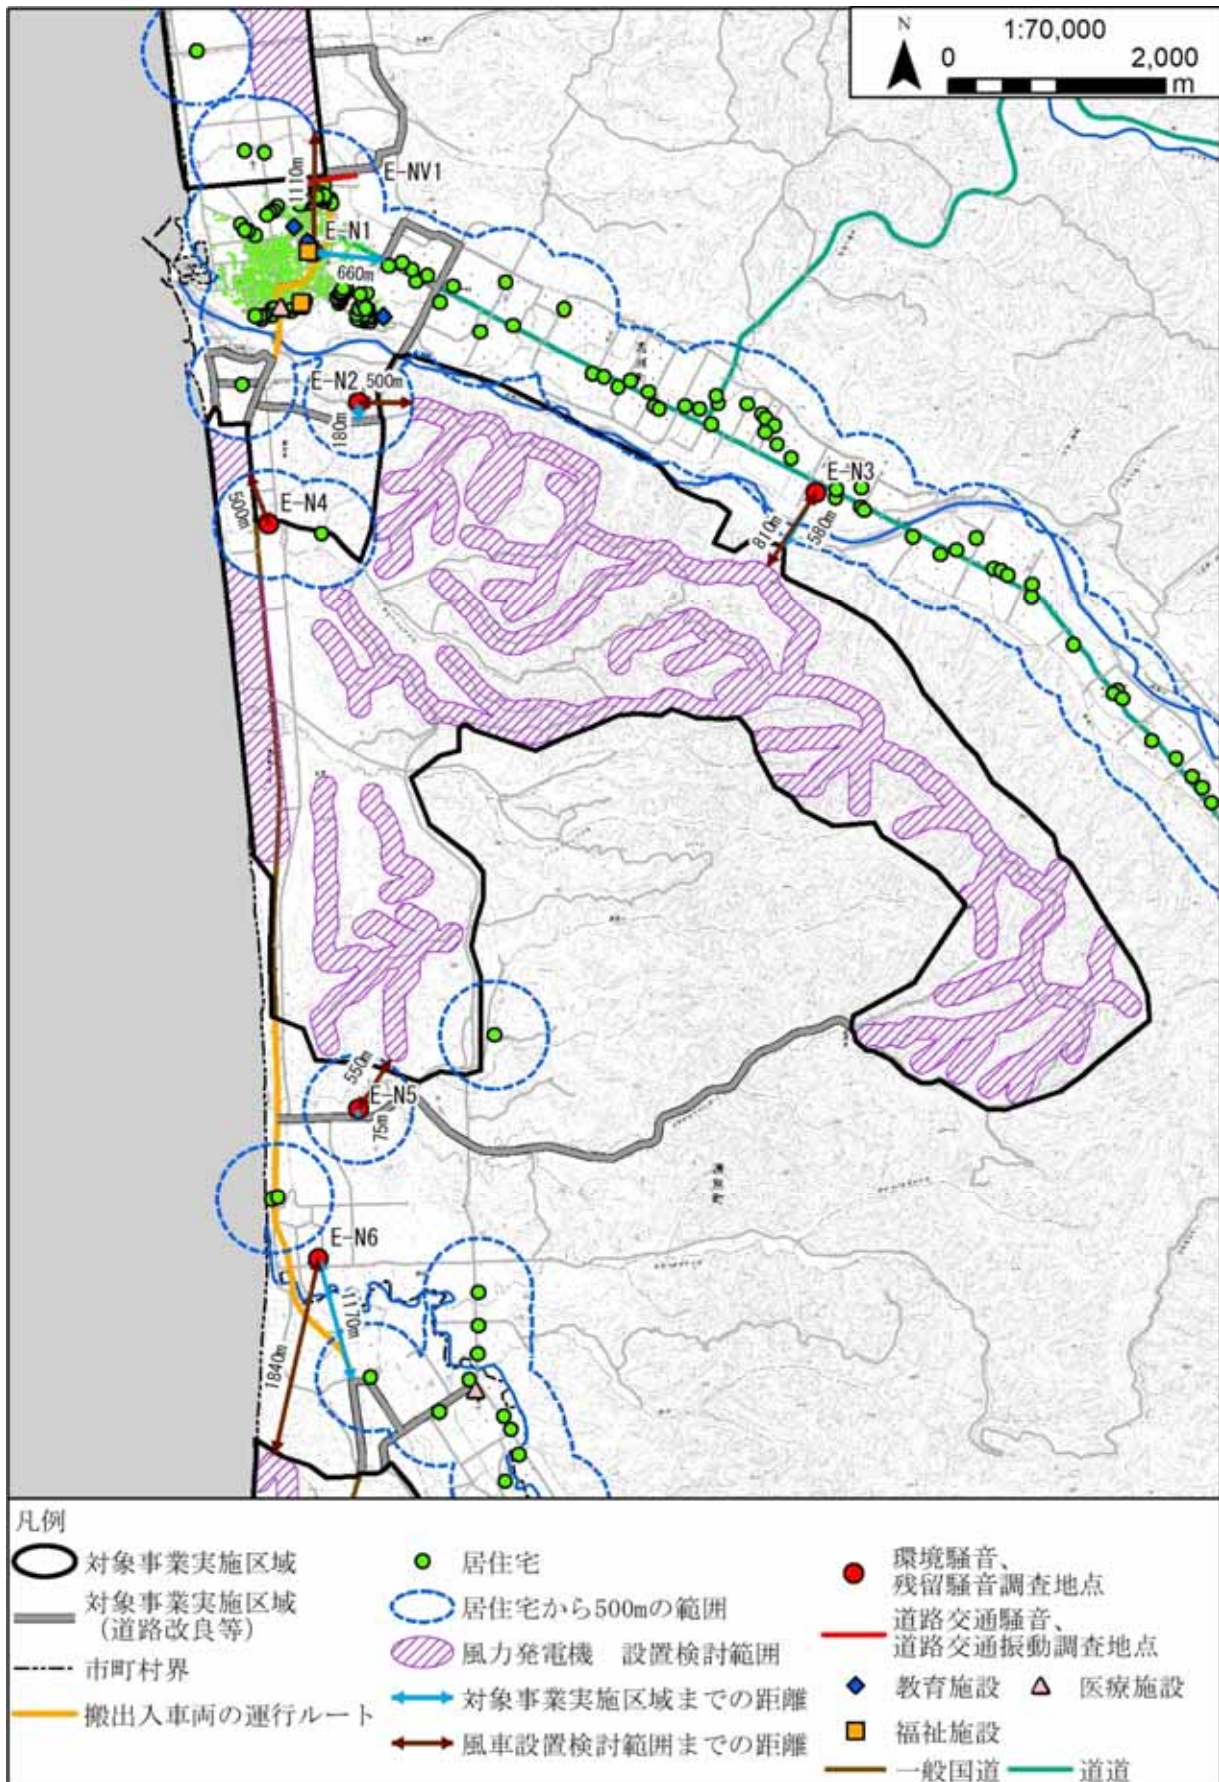 N
1:70,000
0 2,000
m
E-NV1
1110m
E-N1
660m
E-N2
500m
180m
E-N3
810m
580m
500m
E-N4
550m
E-N5
75m
E-N6
1170m
1840m
凡例
対象事業実施区域
対象事業実施区域
(道路改良等)
市町村界
搬出入車両の運行ルート
居住宅
居住宅から500mの範囲
風力発電機 設置検討範囲
対象事業実施区域までの距離
風車設置検討範囲までの距離
環境騒音、
残留騒音調査地点
道路交通騒音、
道路交通振動調査地点
教育施設 医療施設
福祉施設
一般国道 道道